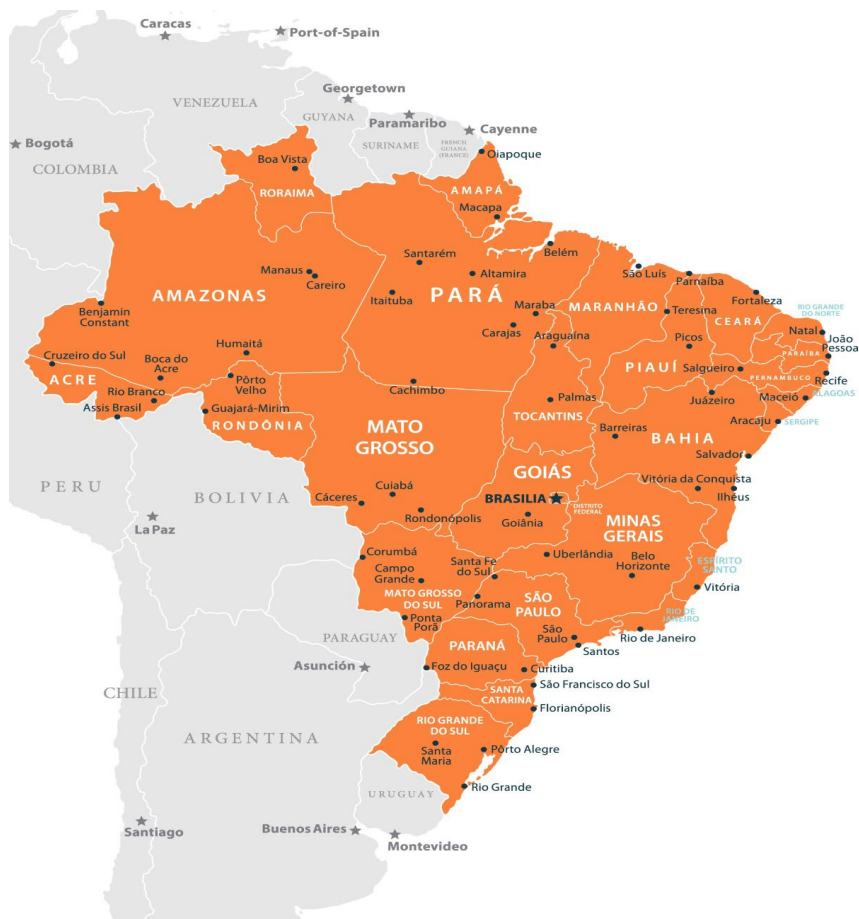 Caracas
Port-of-Spain
VENEZUELA
Georgetown
GUYANA
Paramaribo
SURINAME
Cayenne
FRENCH
GUIANA
(FRANCE)
Bogotá
COLOMBIA
Oiapoque
Boa Vista
RORAIMA
AMAPÁ
Macapa
Santarém
Belém
Manaus
Careiro
Altamira
São Luís
Parnaíba
Itaituba
AMAZONAS
PARÁ
Fortaleza
Benjamin
Constant
Maraba
MARANHÃO
Teresina
CEARÁ
RIO GRANDE
DO NORTE
Carajas
Araguaína
Natal
João
Pessoa
Cruzeiro do Sul
Humaitá
Boca do
Acre
Picos
PARAÍBA
ACRE
Pôrto
Velho
PIAUÍ
Salgueiro
PERNAMBUCO
Recife
Rio Branco
Cachimbo
Palmas
Juázeiro
Maceió
ALAGOAS
Assis Brasil
Guajará-Mirim
RONDÔNIA
TOCANTINS
MATO
GROSSO
Barreiras
BAHIA
Aracaju
SERGIPE
Salvador
PERU
BOLIVIA
GOIÁS
Vitória da Conquista
Ilhéus
Cuiabá
Cáceres
BRASILIA
DISTRITO
FEDERAL
Rondonópolis
Goiânia
MINAS
GERAIS
La Paz
Corumbá
Campo
Grande
Santa Fe
do Sul
Uberlândia
Belo
Horizonte
ESPÍRITO
SANTO
MATO GROSSO
DO SUL
Panorama
SÃO
PAULO
Vitória
Ponta
Porã
RIO DE
JANEIRO
PARAGUAY
PARANÁ
São
Paulo
Santos
Rio de Janeiro
Asunción
Foz do Iguaçu
Curitiba
CHILE
SANTA
CATARINA
São Francisco do Sul
Florianópolis
RIO GRANDE
DO SUL
ARGENTINA
Santa
Maria
Pôrto Alegre
Rio Grande
URUGUAY
Santiago
Buenos Aires
Montevideo